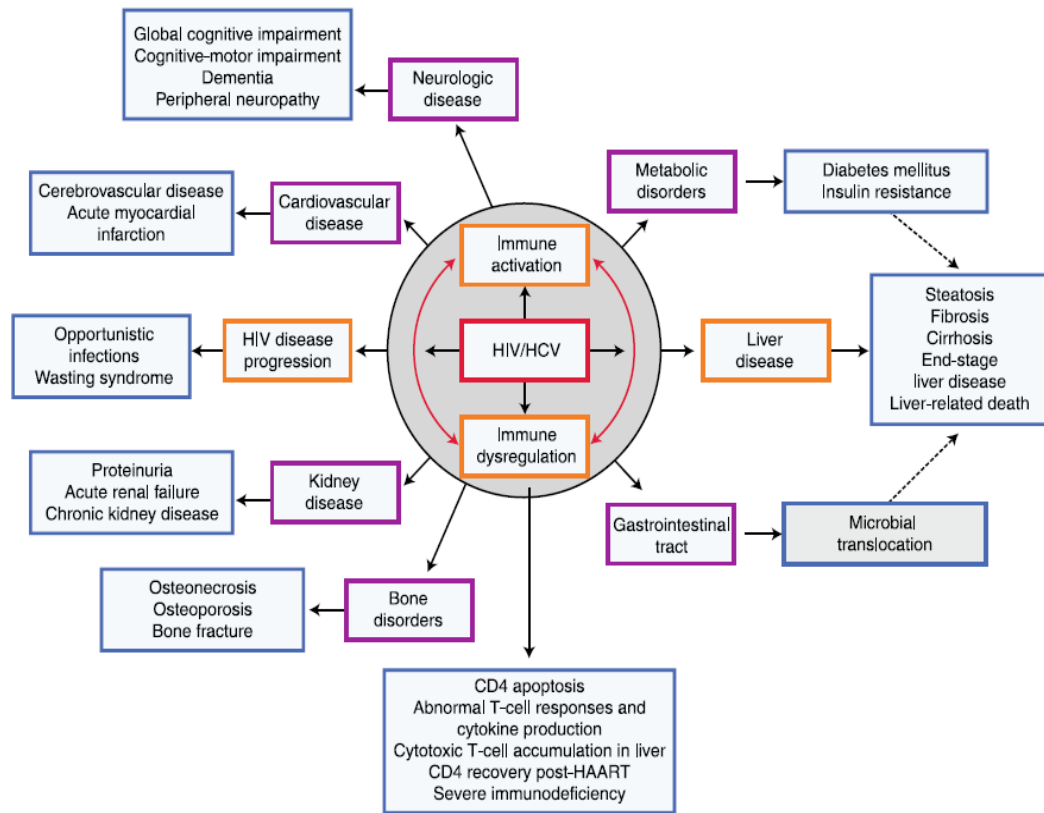 Global cognitive impairment
Cognitive-motor impairment
Dementia
Peripheral neuropathy
Neurologic
disease
Metabolic
disorders
Diabetes mellitus
Insulin resistance
Cerebrovascular disease
Acute myocardial
infarction
Cardiovascular
disease
Immune
activation
Opportunistic
infections
Wasting syndrome
HIV disease
progression
HIV/HCV
Liver
disease
Steatosis
Fibrosis
Cirrhosis
End-stage
liver disease
Liver-related death
Immune
dysregulation
Proteinuria
Acute renal failure
Chronic kidney disease
Kidney
disease
Gastrointestinal
tract
Microbial
translocation
Osteonecrosis
Osteoporosis
Bone fracture
Bone
disorders
CD4 apoptosis
Abnormal T-cell responses and
cytokine production
Cytotoxic T-cell accumulation in liver
CD4 recovery post-HAART
Severe immunodeficiency